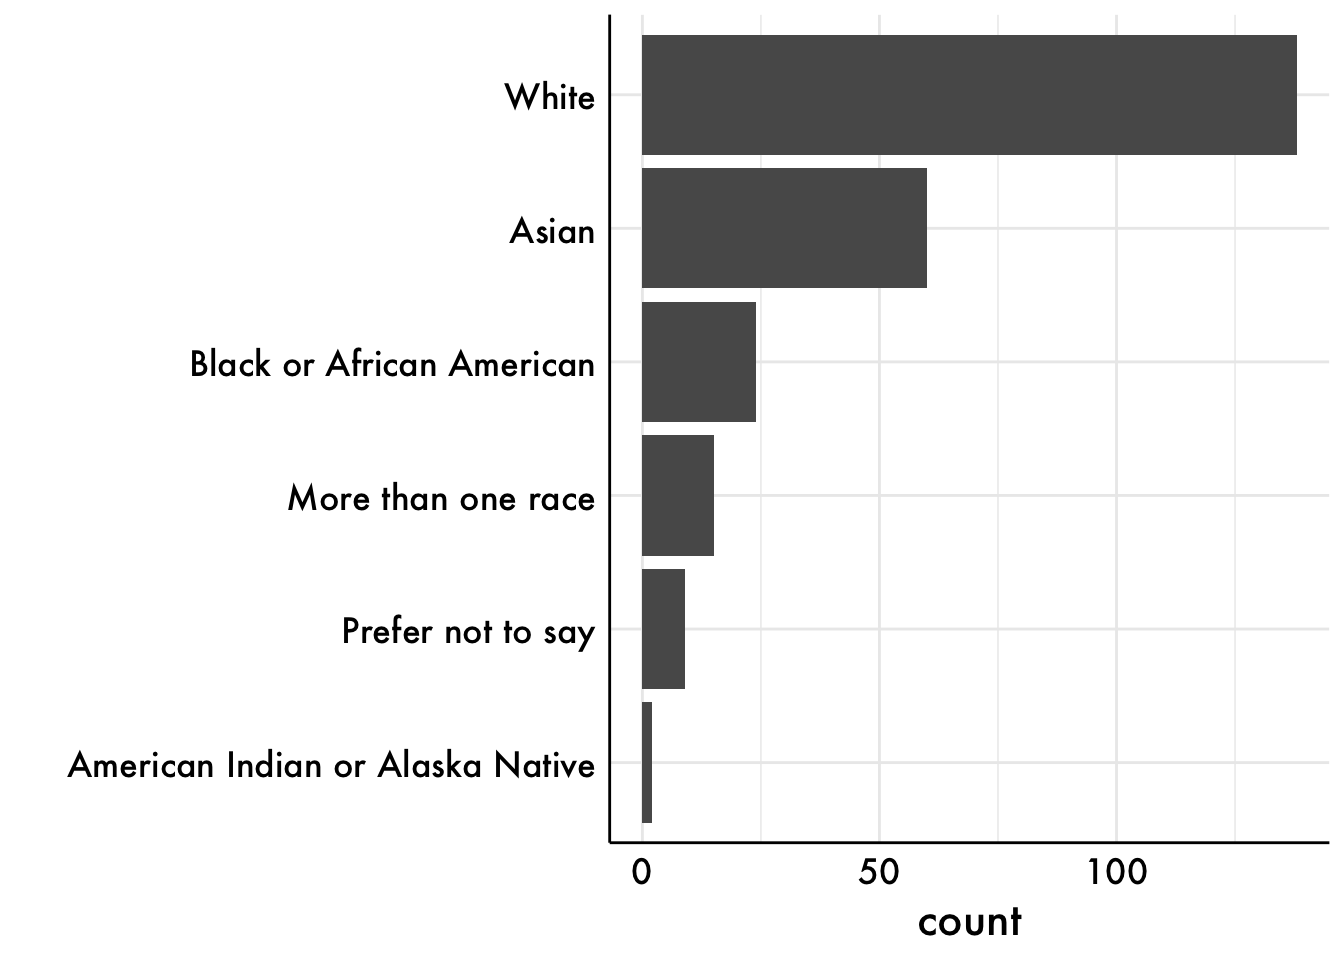 White
Asian
Black or African American
More than one race
Prefer not to say
American Indian or Alaska Native
0 50 100
count